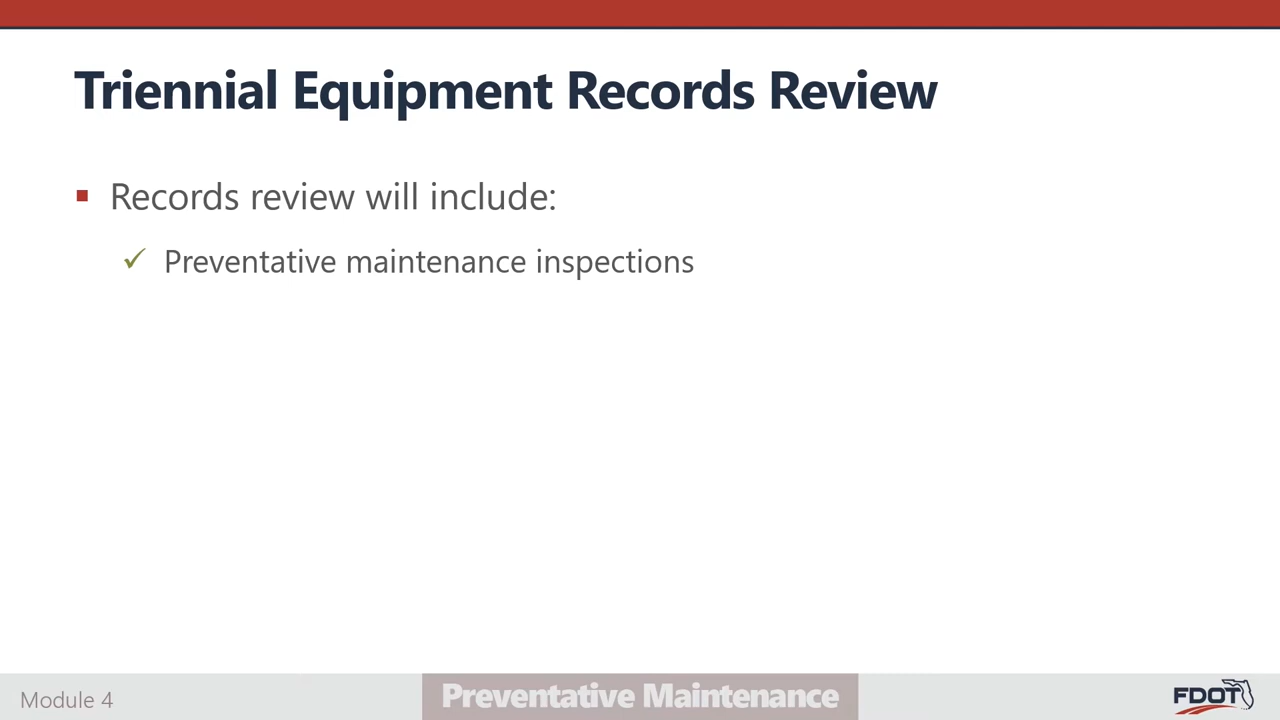 Triennial Equipment Records Review
Records review will include:
Preventative maintenance inspections
Module 4
Preventative Maintenance
FDOT